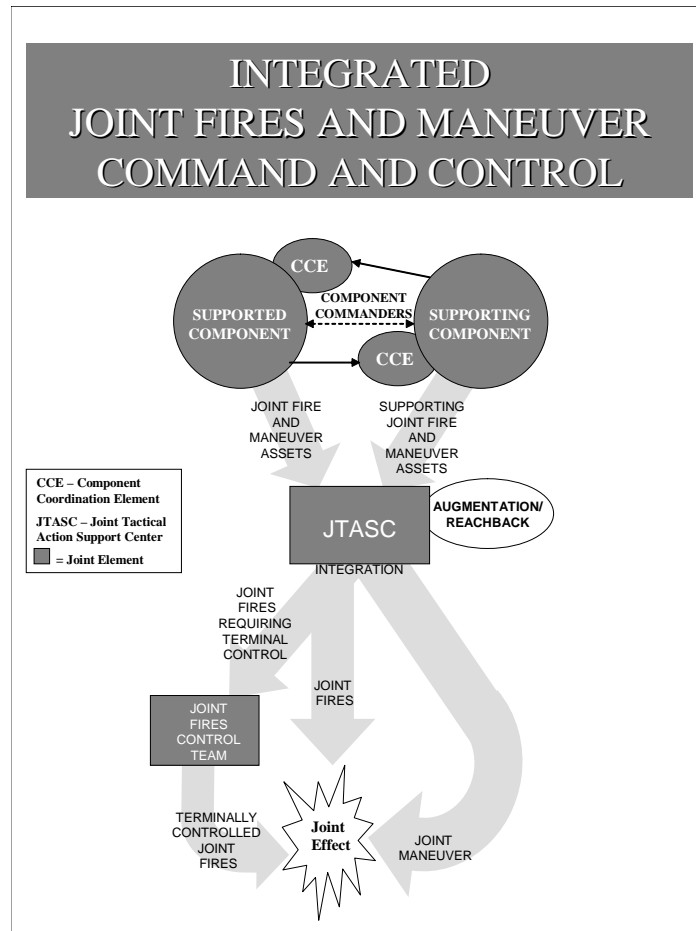 INTEGRATED
JOINT FIRES AND MANEUVER
COMMAND AND CONTROL
CCE
SUPPORTED
COMPONENT
COMPONENT
COMMANDERS
SUPPORTING
COMPONENT
CCE
JOINT FIRE
AND
MANEUVER
ASSETS
SUPPORTING
JOINT FIRE
AND
MANEUVER
ASSETS
CCE – Component
Coordination Element
JTASC – Joint Tactical
Action Support Center
= Joint Element
JTASC
AUGMENTATION/
REACHBACK
INTEGRATION
JOINT
FIRES
REQUIRING
TERMINAL
CONTROL
JOINT
FIRES
JOINT
FIRES
CONTROL
TEAM
TERMINALLY
CONTROLLED
JOINT
FIRES
Joint
Effect
JOINT
MANEUVER